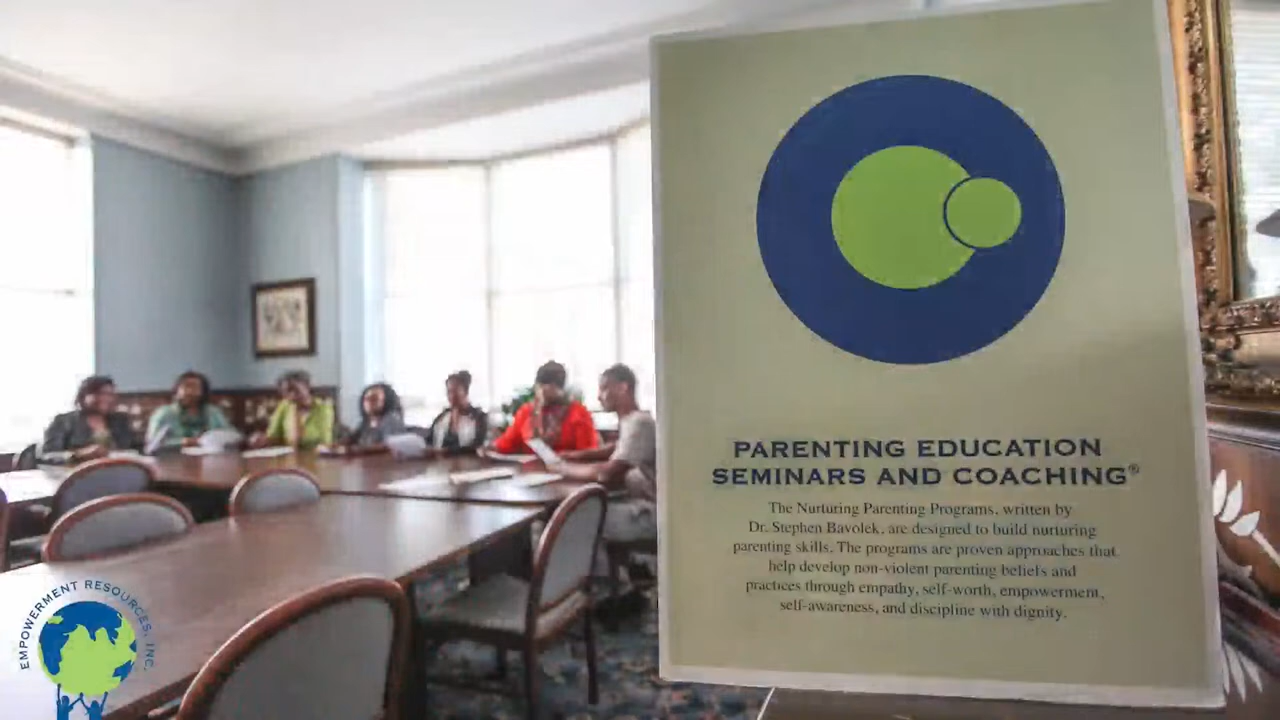 PARENTING EDUCATION
SEMINARS AND COACHING®
The Nurturing Parenting Programs, written by
Dr. Stephen Bavolek, are designed to build nurturing
parenting skills. The programs are proven approaches that
help develop non-violent parenting beliefs and
practices through empathy, self-worth, empowerment,
self-awareness, and discipline with dignity.
EMPOWERMENT RESOURCES, INC.